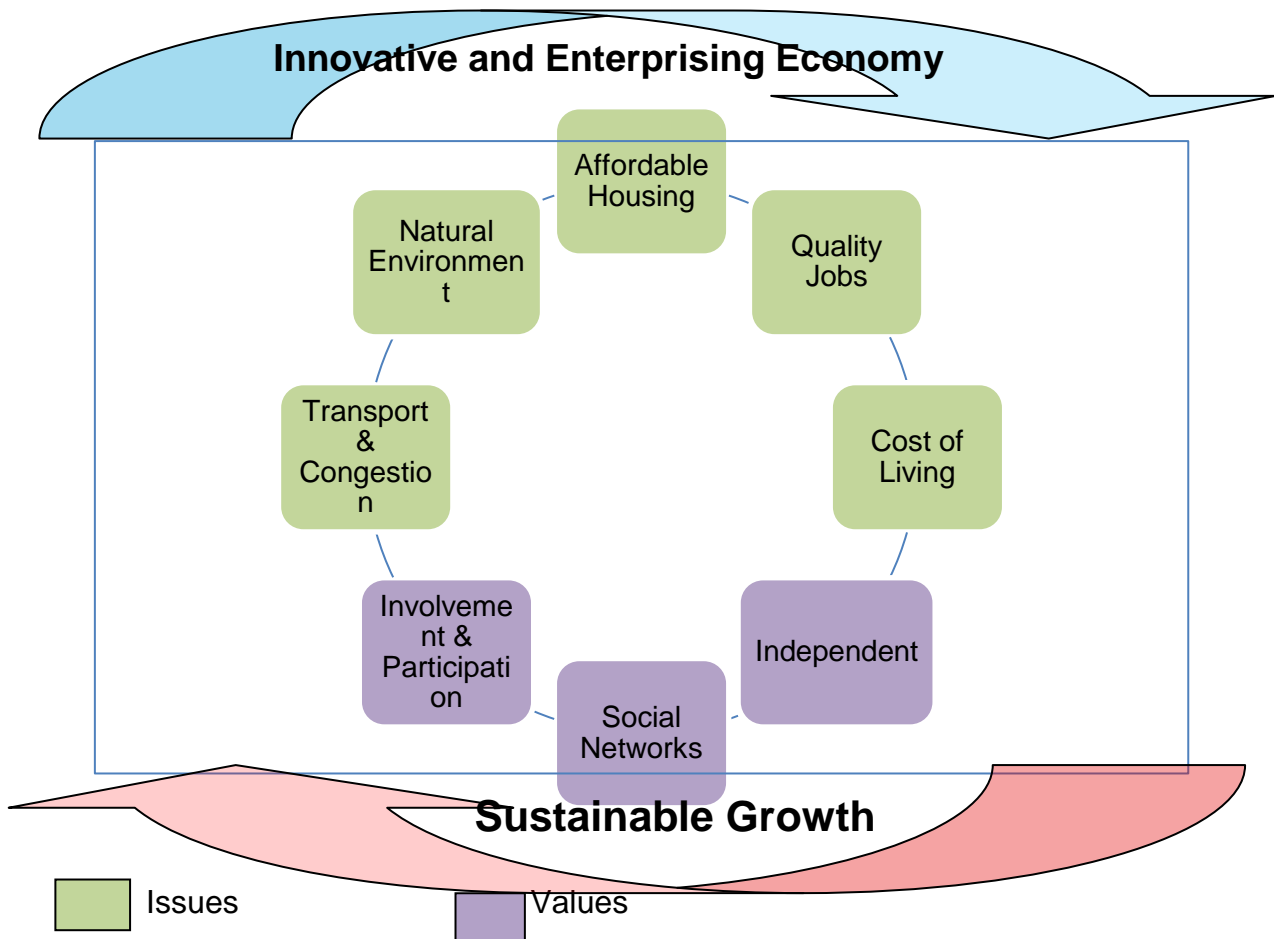 Innovative and Enterprising Economy
Affordable
Housing
Natural
Environmen
t
Quality
Jobs
Transport
&
Congestio
n
Cost of
Living
Involveme
nt &
Participati
on
Independent
Social
Networks
Sustainable Growth
Issues
Values